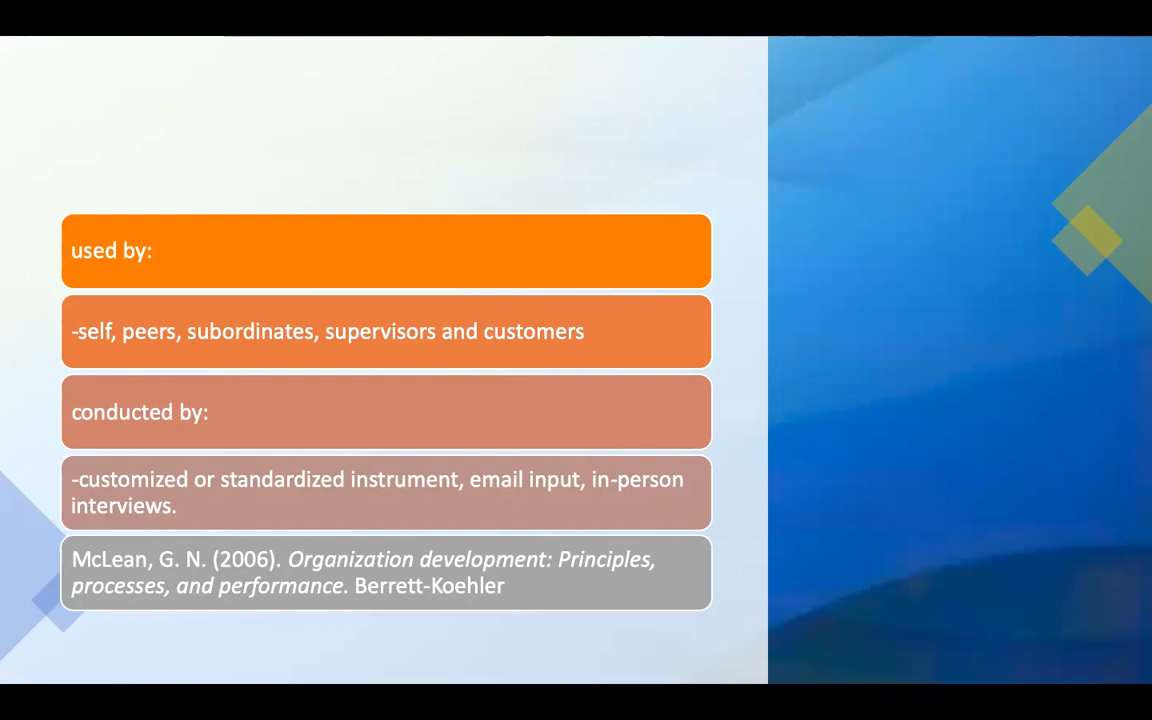 used by:
-self, peers, subordinates, supervisors and customers
conducted by:
-customized or standardized instrument, email input, in-person
interviews.
McLean, G. N. (2006). Organization development: Principles,
processes, and performance. Berrett-Koehler